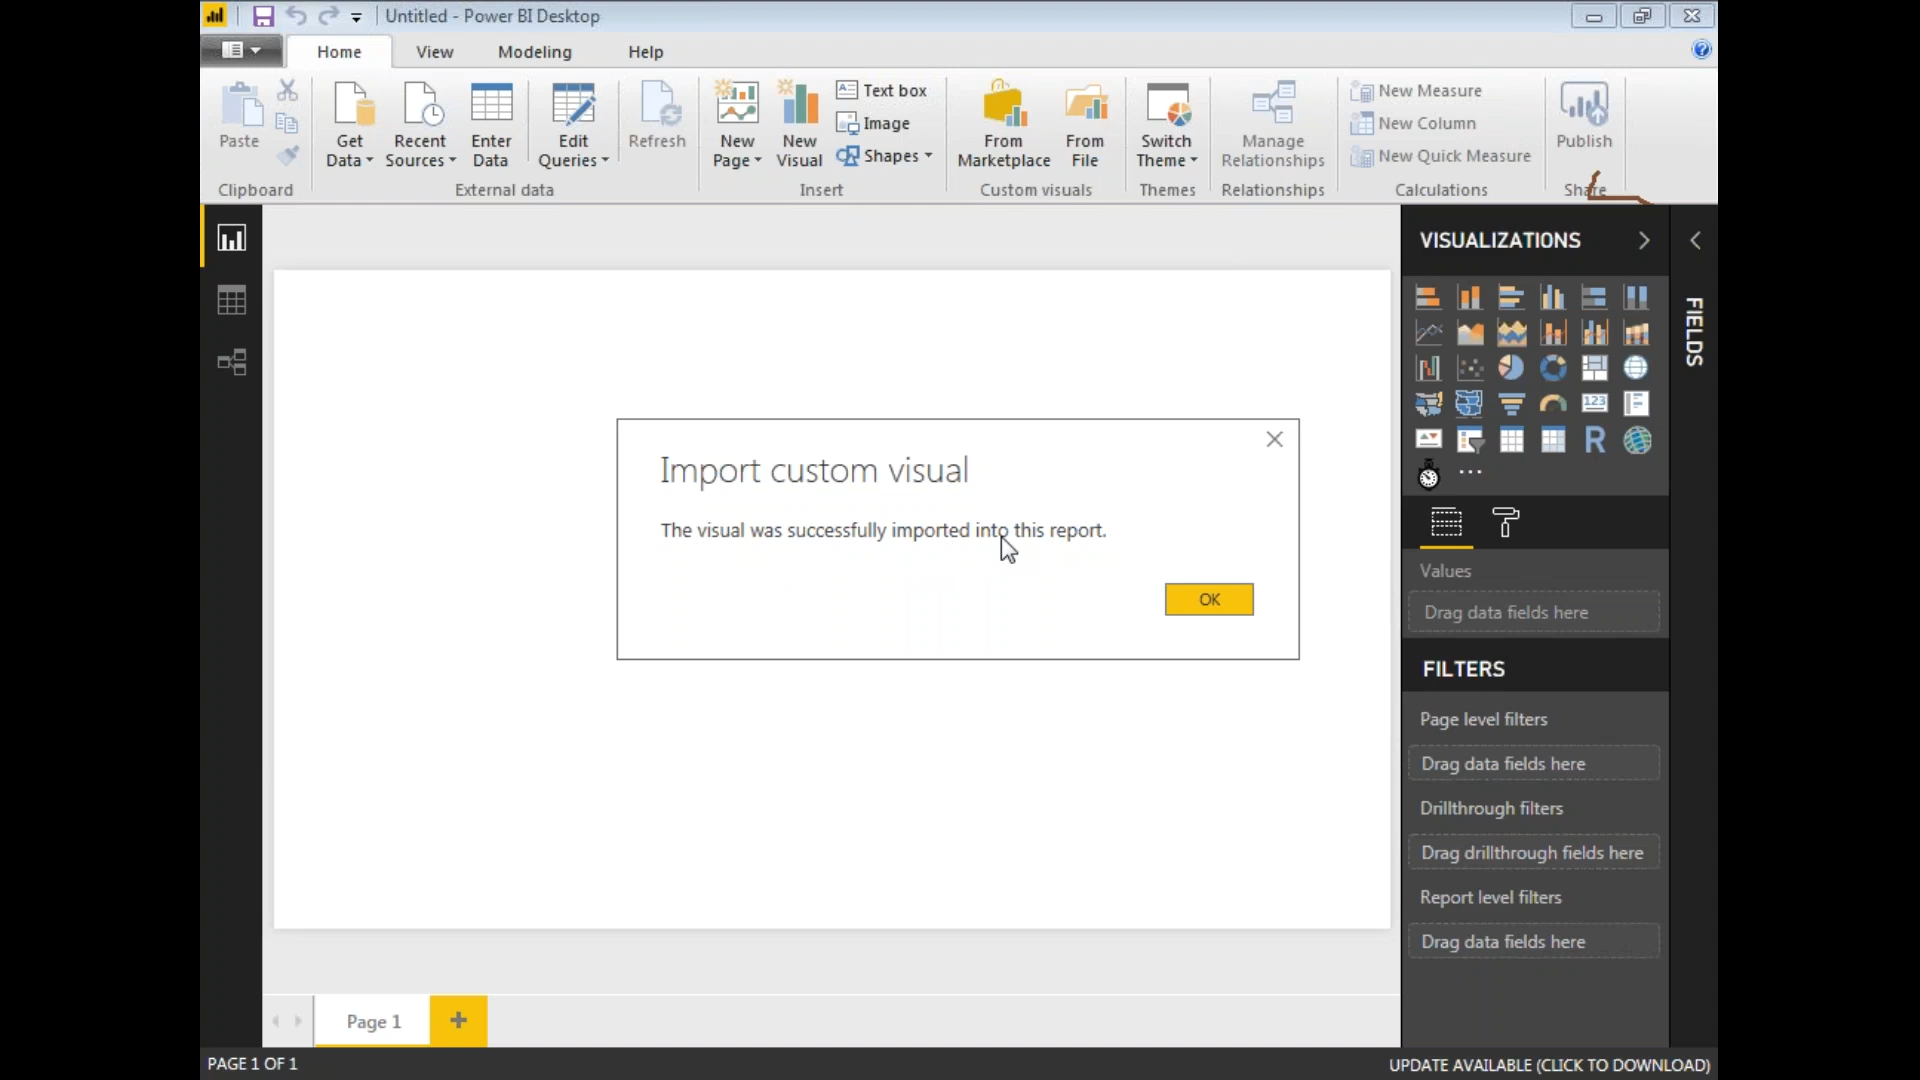 Untitled - Power BI Desktop
Home View Modeling Help
Paste
Get Data
Recent Sources
Enter Data
Edit Queries
Refresh
New Page
New Visual
Text box
Image
Shapes
From Marketplace
From File
Switch Theme
Manage Relationships
New Measure
New Column
New Quick Measure
Publish
Clipboard External data Insert Custom visuals Themes Relationships Calculations Share
VISUALIZATIONS
FIELDS
123
R
Import custom visual
The visual was successfully imported into this report.
OK
Values
Drag data fields here
FILTERS
Page level filters
Drag data fields here
Drillthrough filters
Drag drillthrough fields here
Report level filters
Drag data fields here
Page 1
PAGE 1 OF 1
UPDATE AVAILABLE (CLICK TO DOWNLOAD)